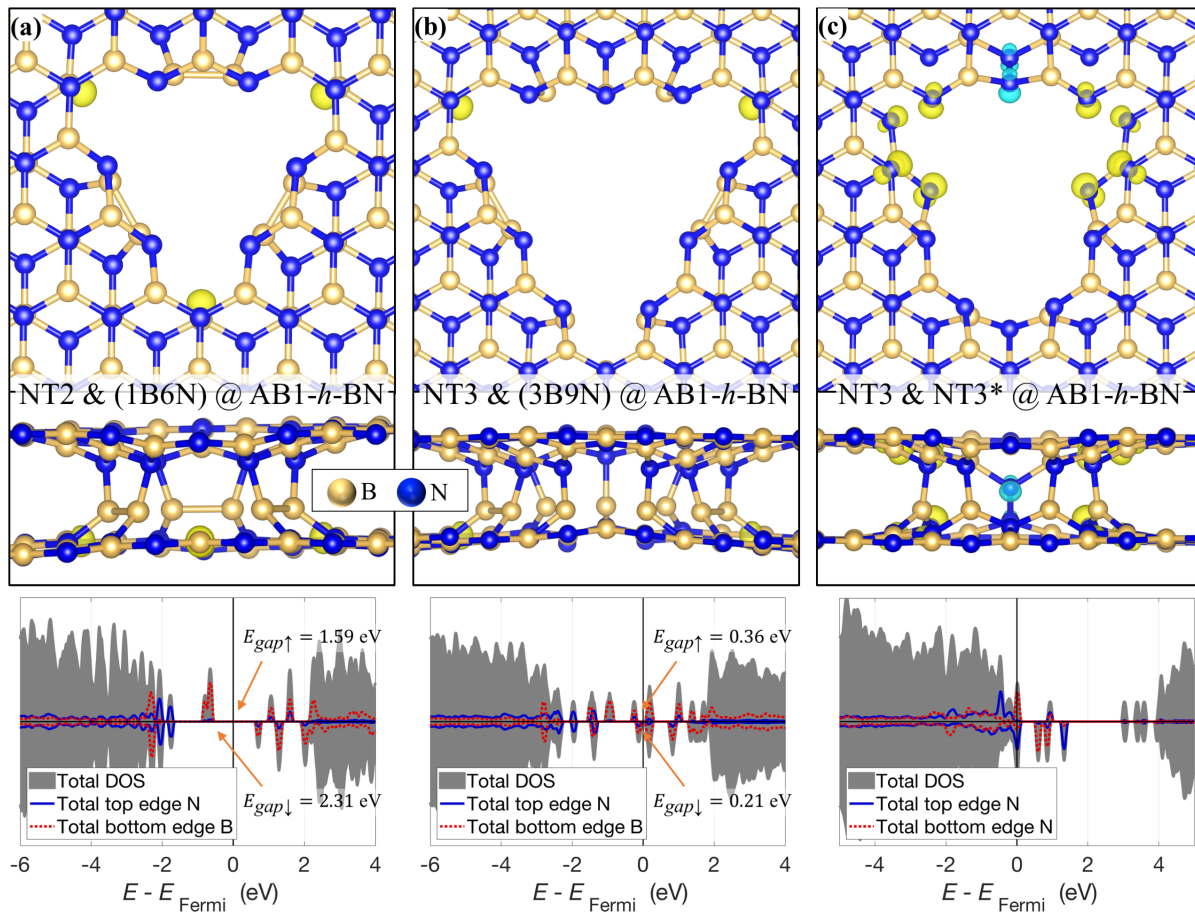 (a)
(b)
(c)
NT2 & (1B6N) @ AB1-h-BN
NT3 & (3B9N) @ AB1-h-BN
NT3 & NT3* @ AB1-h-BN
B N
Egap↑ = 1.59 eV
Egap↓ = 2.31 eV
Total DOS
Total top edge N
Total bottom edge B
-6 -4 -2 0 2 4
E - EFermi (eV)
Egap↑ = 0.36 eV
Egap↓ = 0.21 eV
Total DOS
Total top edge N
Total bottom edge B
-6 -4 -2 0 2 4
E - EFermi (eV)
Total DOS
Total top edge N
Total bottom edge N
-4 -2 0 2 4
E - EFermi (eV)